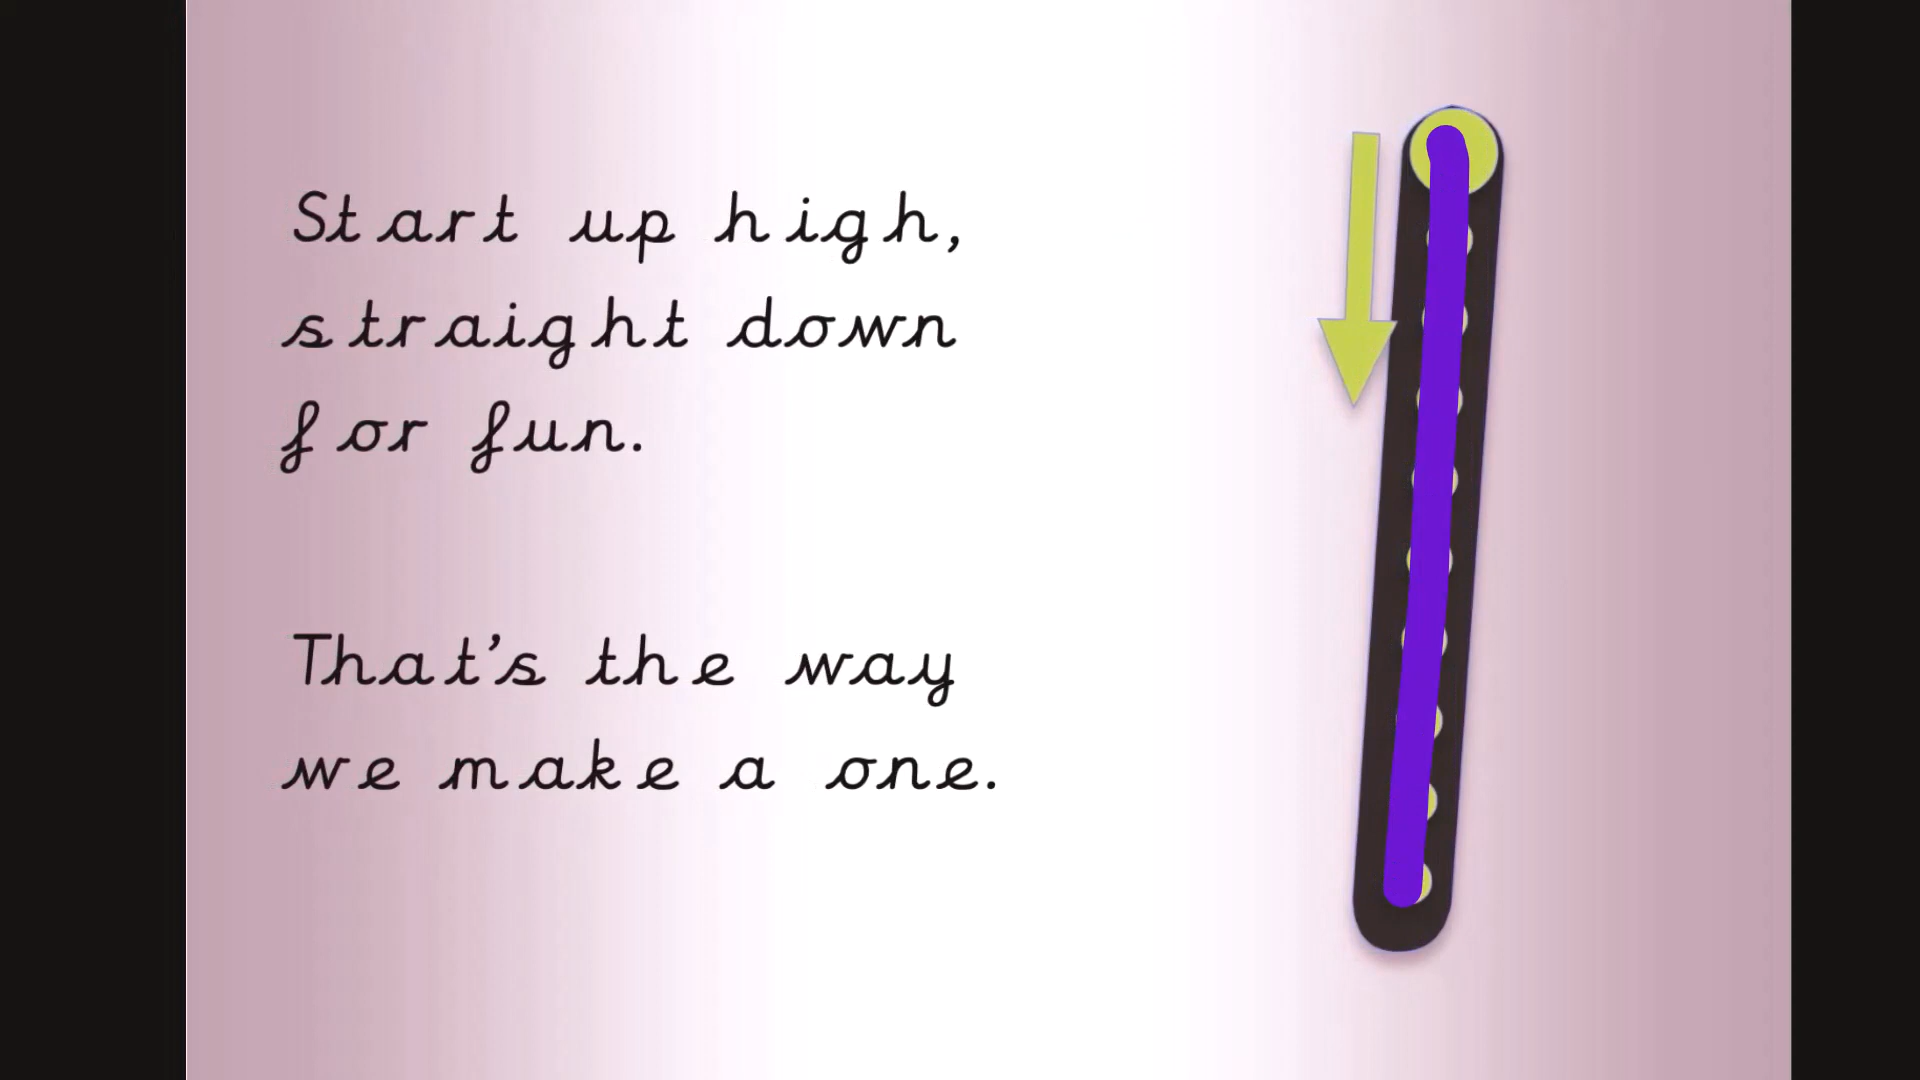 Start up high,
straight down
for fun.
That's the way
we make a one.